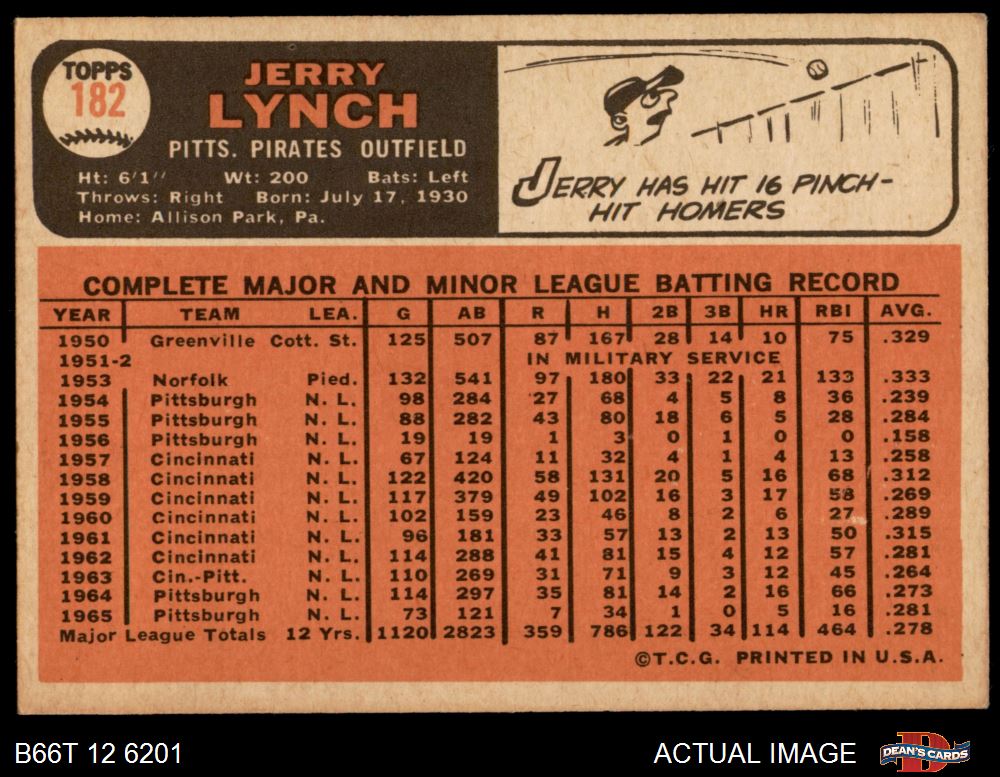 TOPPS
182
JERRY
LYNCH
PITTS. PIRATES OUTFIELD
Ht: 6'1" Wt: 200 Bats: Left
Throws: Right Born: July 17, 1930
Home: Allison Park, Pa.
JERRY HAS HIT 16 PINCH-
HIT HOMERS
COMPLETE MAJOR AND MINOR LEAGUE BATTING RECORD
YEAR TEAM LEA. G AB R H 2B 3B HR RBI AVG.
1950 Greenville Cott. St. 125 507 87 167 28 14 10 75 .329
1951-2 IN MILITARY SERVICE
1953 Norfolk Pied. 132 541 97 180 33 22 21 133 .333
1954 Pittsburgh N. L. 98 284 27 68 4 5 8 36 .239
1955 Pittsburgh N. L. 88 282 43 80 18 6 5 28 .284
1956 Pittsburgh N. L. 19 19 1 3 0 1 0 0 .158
1957 Cincinnati N. L. 67 124 11 32 4 1 4 13 .258
1958 Cincinnati N. L. 122 420 58 131 20 5 16 68 .312
1959 Cincinnati N. L. 117 379 49 102 16 3 17 58 .269
1960 Cincinnati N. L. 102 159 23 46 8 2 6 27 .289
1961 Cincinnati N. L. 96 181 33 57 13 2 13 50 .315
1962 Cincinnati N. L. 114 288 41 81 15 4 12 57 .281
1963 Cin.-Pitt. N. L. 110 269 31 71 9 3 12 45 .264
1964 Pittsburgh N. L. 114 297 35 81 14 2 16 66 .273
1965 Pittsburgh N. L. 73 121 7 34 1 0 5 16 .281
Major League Totals 12 Yrs. 1120 2823 359 786 122 34 114 464 .278
©T.C.G. PRINTED IN U.S.A.
B66T 12 6201 ACTUAL IMAGE DEAN'S CARDS